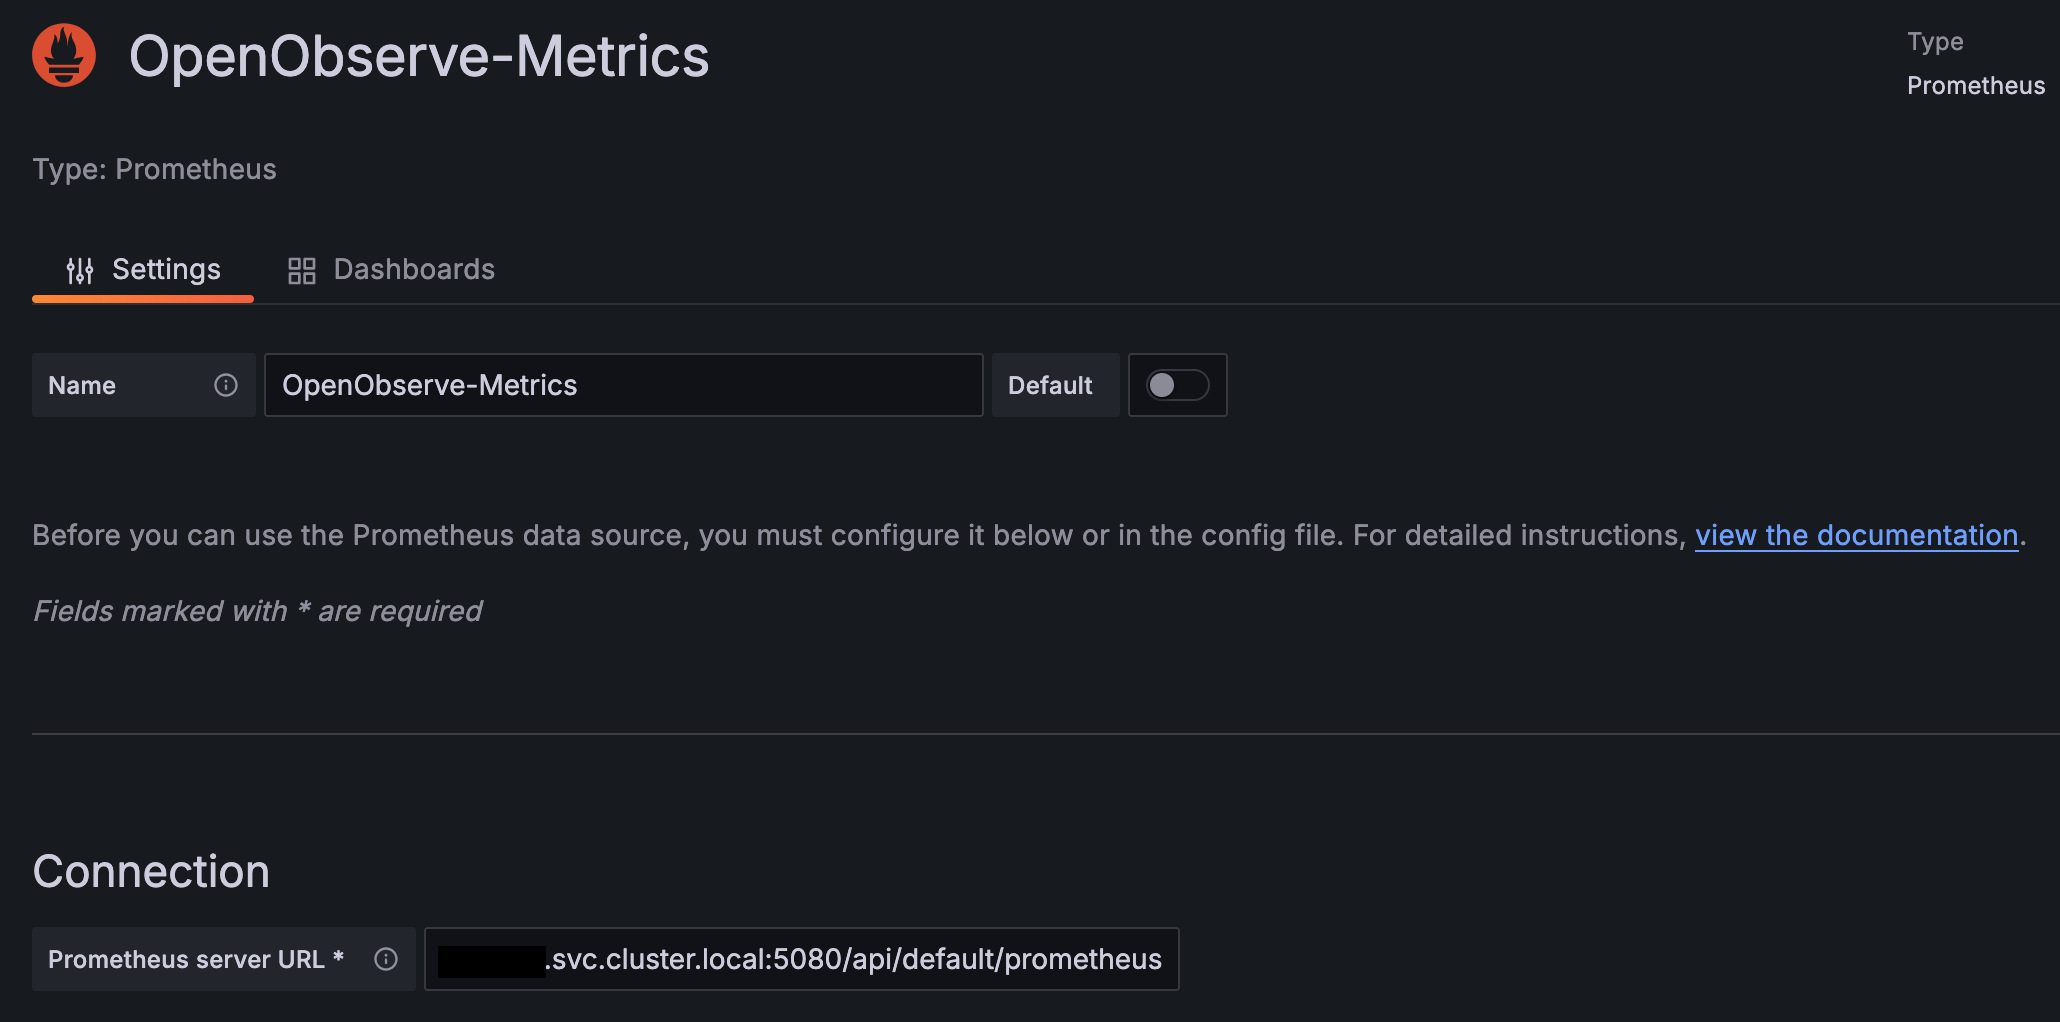 OpenObserve-Metrics
Type
Prometheus
Type: Prometheus
Settings
Dashboards
Name
OpenObserve-Metrics
Default
Before you can use the Prometheus data source, you must configure it below or in the config file. For detailed instructions, view the documentation.
Fields marked with * are required
Connection
Prometheus server URL *
.svc.cluster.local:5080/api/default/prometheus